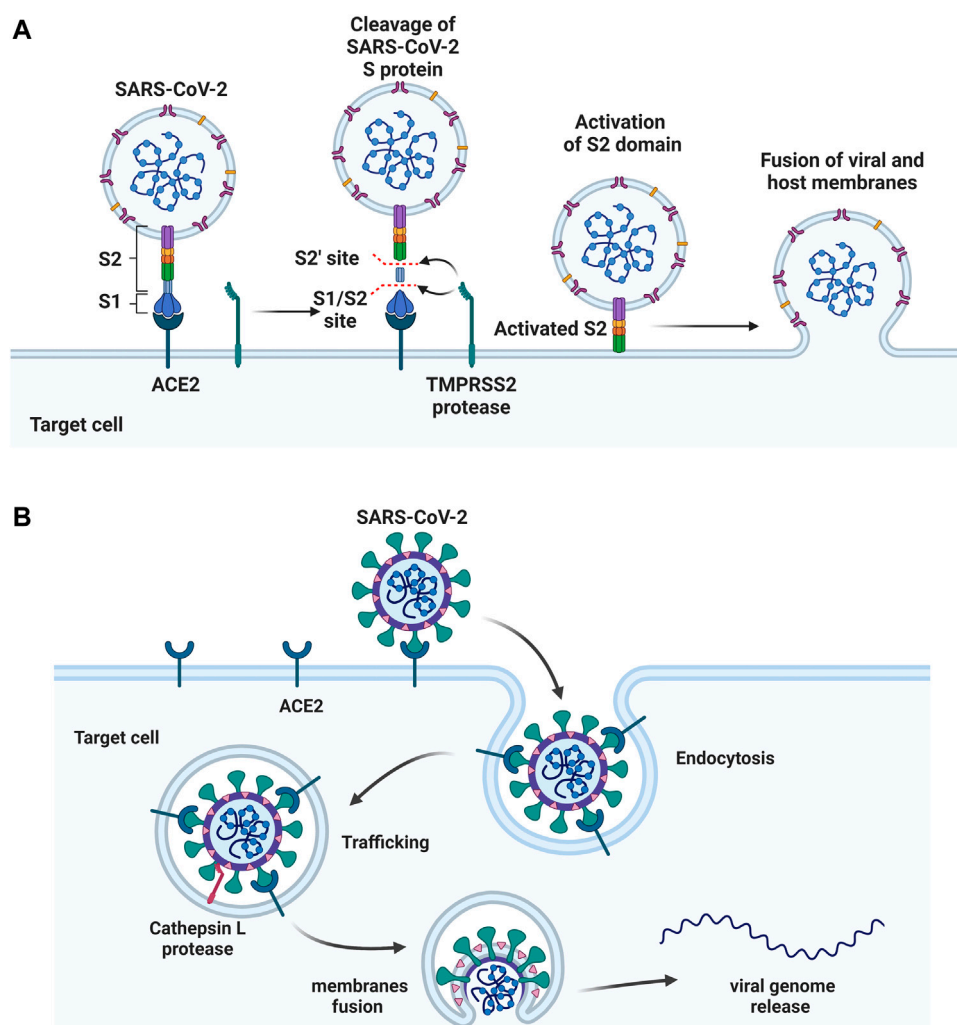 A
SARS-CoV-2
Cleavage of
SARS-CoV-2
S protein
Activation
of S2 domain
Fusion of viral and
host membranes
S2
S1
S2' site
S1/S2
site
Activated S2
ACE2
TMPRSS2
protease
Target cell
B
SARS-CoV-2
ACE2
Target cell
Endocytosis
Trafficking
Cathepsin L
protease
membranes
fusion
viral genome
release